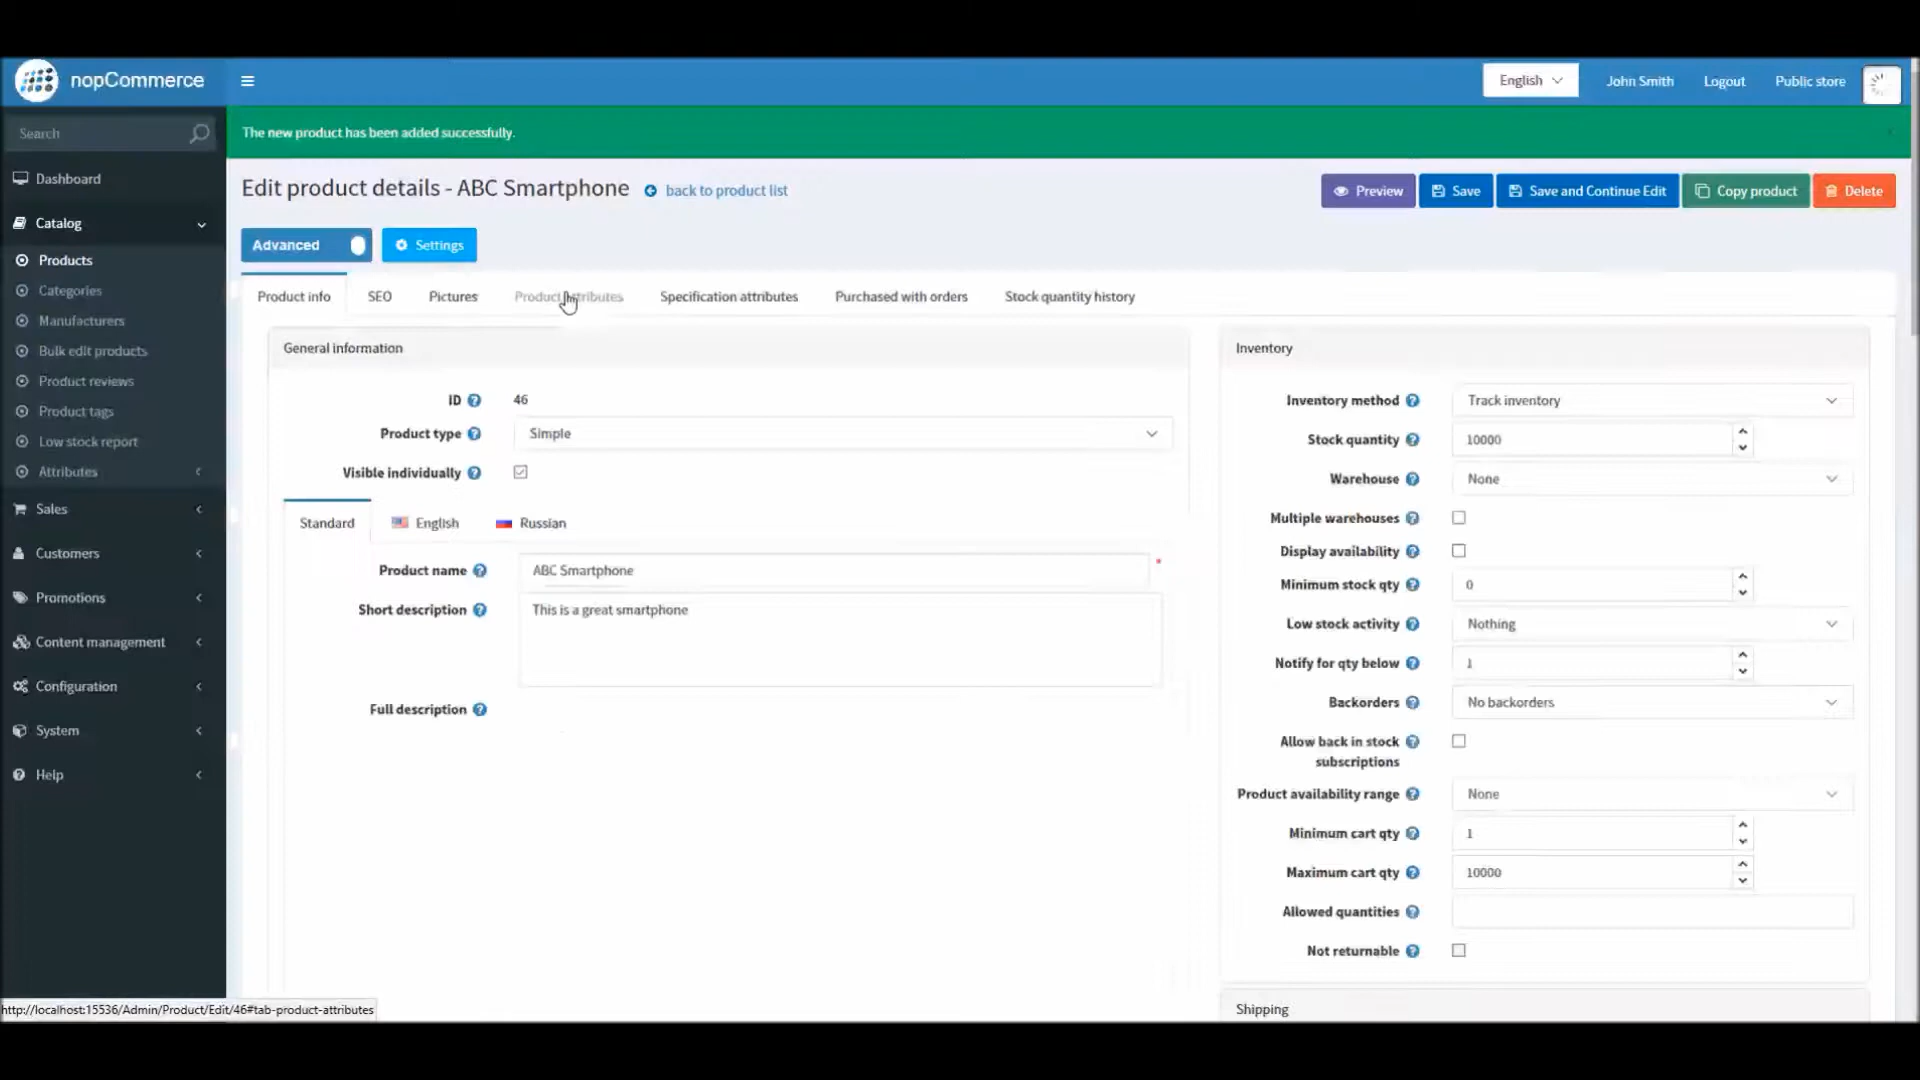 nopCommerce
English
John Smith
Logout
Public store
Search
The new product has been added successfully.
Dashboard
Catalog
Products
Categories
Manufacturers
Bulk edit products
Product reviews
Product tags
Low stock report
Attributes
Sales
Customers
Promotions
Content management
Configuration
System
Help
Edit product details - ABC Smartphone
back to product list
Preview
Save
Save and Continue Edit
Copy product
Delete
Advanced
Settings
Product info
SEO
Pictures
Product attributes
Specification attributes
Purchased with orders
Stock quantity history
General information
ID
46
Product type
Simple
Visible individually
Standard
English
Russian
Product name
ABC Smartphone
*
Short description
This is a great smartphone
Full description
Inventory
Inventory method
Track inventory
Stock quantity
10000
Warehouse
None
Multiple warehouses
Display availability
Minimum stock qty
0
Low stock activity
Nothing
Notify for qty below
1
Backorders
No backorders
Allow back in stock
subscriptions
Product availability range
None
Minimum cart qty
1
Maximum cart qty
10000
Allowed quantities
Not returnable
Shipping
http://localhost:15536/Admin/Product/Edit/46#tab-product-attributes